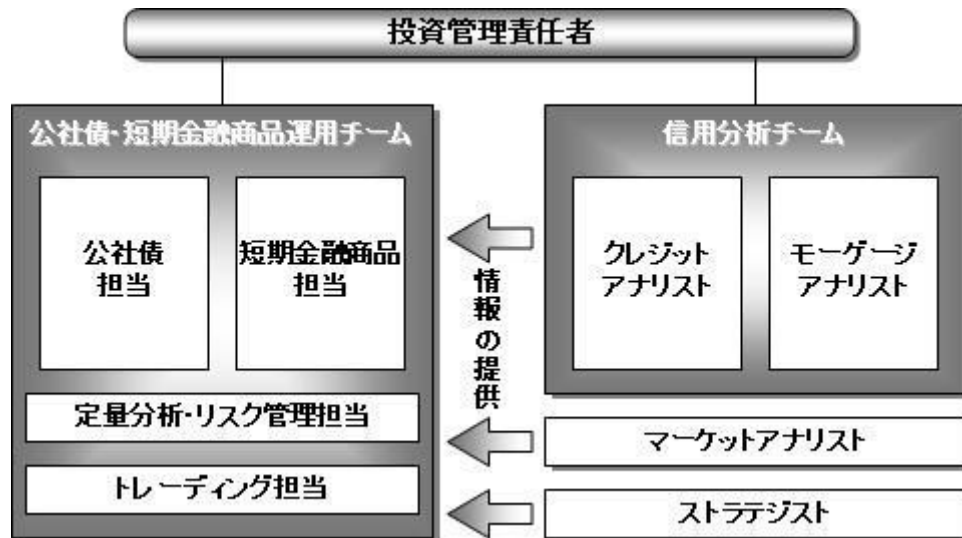 投資管理責任者
公社債・短期金融商品運用チーム
信用分析チーム
公社債
担当
短期金融商品
担当
情報の提供
クレジット
アナリスト
モーゲージ
アナリスト
定量分析・リスク管理担当
マーケットアナリスト
トレーディング担当
ストラテジスト